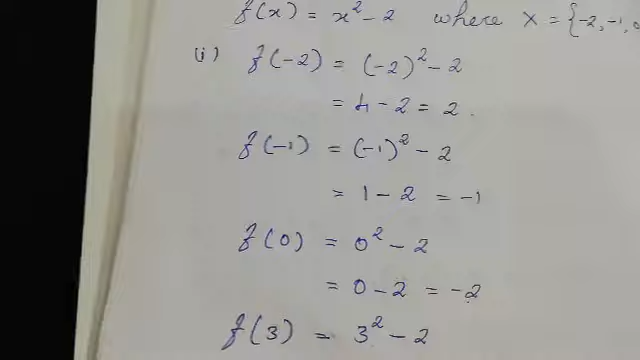 f(x) = x² - 2 where X = {-2, -1, 0
(i) f(-2) = (-2)² - 2
= 4 - 2 = 2.
f(-1) = (-1)² - 2
= 1 - 2 = -1
f(0) = 0² - 2
= 0 - 2 = -2
f(3) = 3² - 2